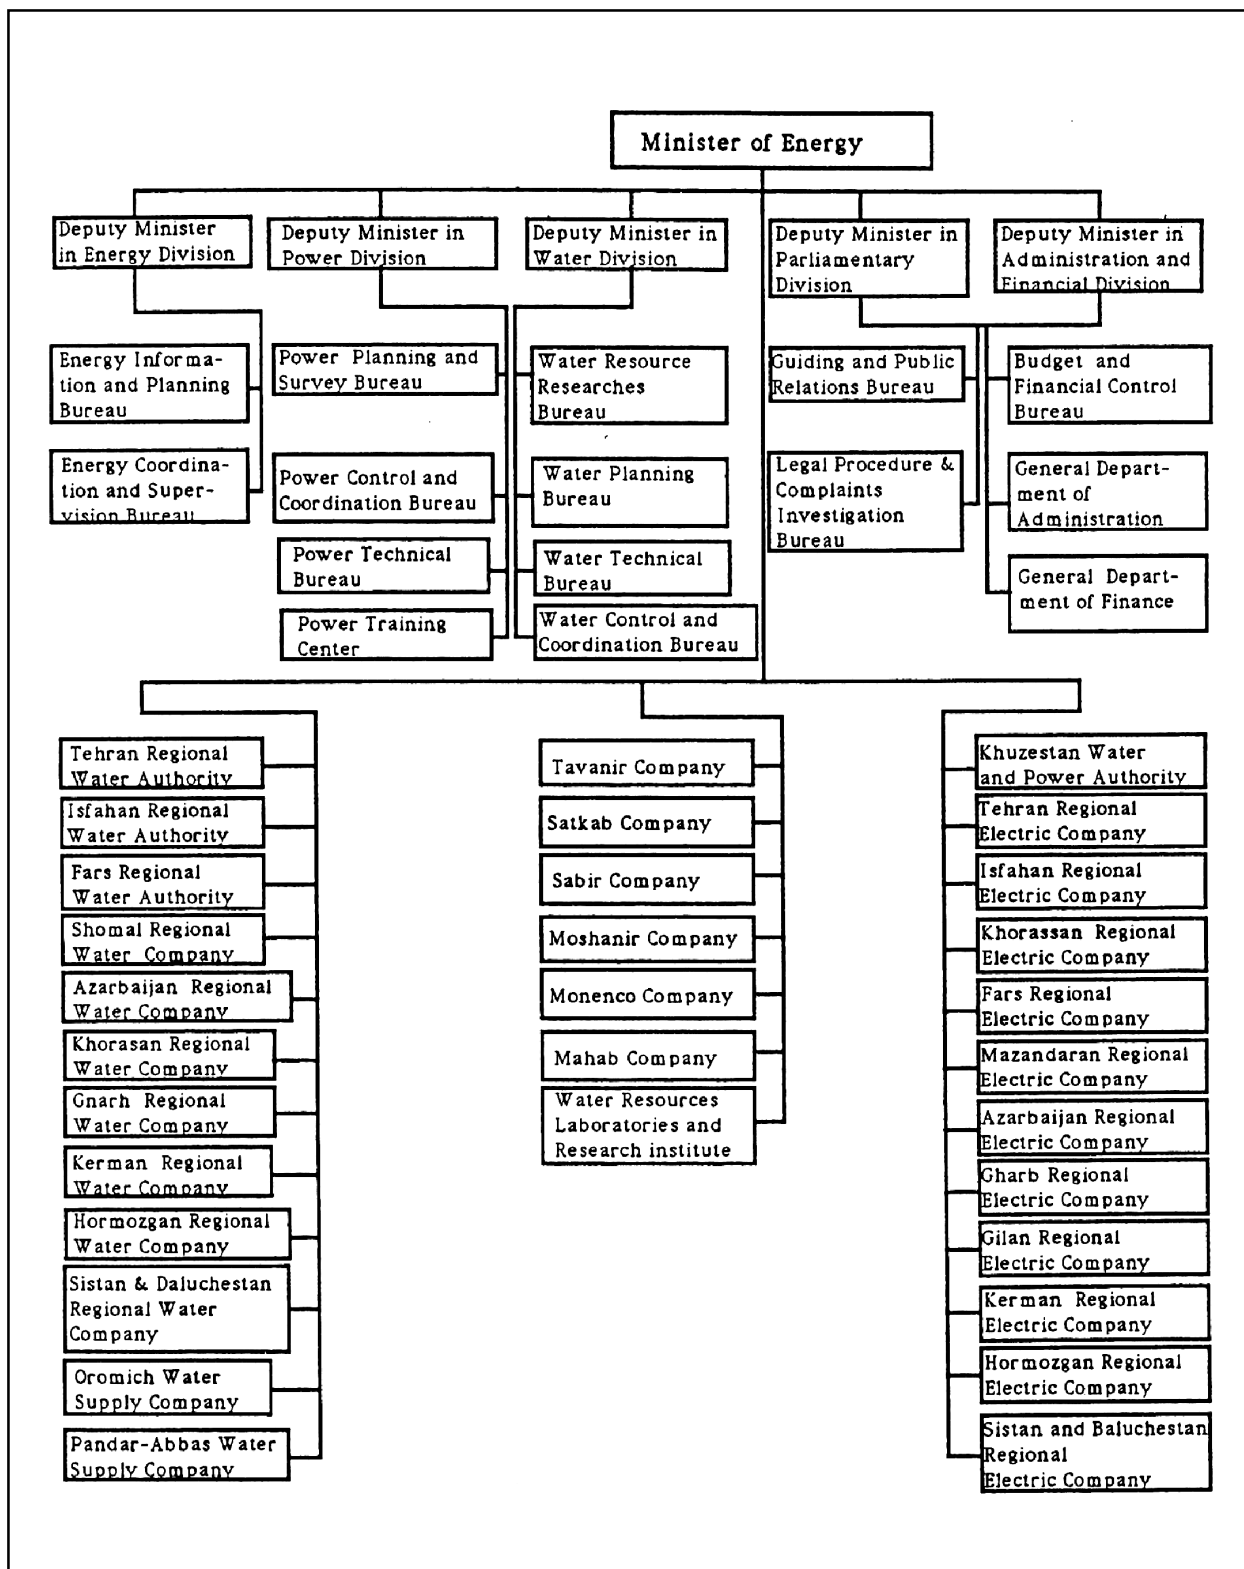 Minister of Energy
Deputy Minister
in Energy Division
Deputy Minister in
Power Division
Deputy Minister in
Water Division
Deputy Minister in
Parliamentary
Division
Deputy Minister in
Administration and
Financial Division
Energy Informa-
tion and Planning
Bureau
Energy Coordina-
tion and Super-
vision Bureau
Power Planning and
Survey Bureau
Power Control and
Coordination Bureau
Power Technical
Bureau
Power Training
Center
Water Resource
Researches
Bureau
Water Planning
Bureau
Water Technical
Bureau
Water Control and
Coordination Bureau
Guiding and Public
Relations Bureau
Legal Procedure &
Complaints
Investigation
Bureau
Budget and
Financial Control
Bureau
General Depart-
ment of
Administration
General Depart-
ment of Finance
Tehran Regional
Water Authority
Isfahan Regional
Water Authority
Fars Regional
Water Authority
Shomal Regional
Water Company
Azarbaijan Regional
Water Company
Khorasan Regional
Water Company
Gnarh Regional
Water Company
Kerman Regional
Water Company
Hormozgan Regional
Water Company
Sistan & Daluchestan
Regional Water
Company
Oromich Water
Supply Company
Pandar-Abbas Water
Supply Company
Tavanir Company
Satkab Company
Sabir Company
Moshanir Company
Monenco Company
Mahab Company
Water Resources
Laboratories and
Research institute
Khuzestan Water
and Power Authority
Tehran Regional
Electric Company
Isfahan Regional
Electric Company
Khorassan Regional
Electric Company
Fars Regional
Electric Company
Mazandaran Regional
Electric Company
Azarbaijan Regional
Electric Company
Gharb Regional
Electric Company
Gilan Regional
Electric Company
Kerman Regional
Electric Company
Hormozgan Regional
Electric Company
Sistan and Baluchestan
Regional
Electric Company